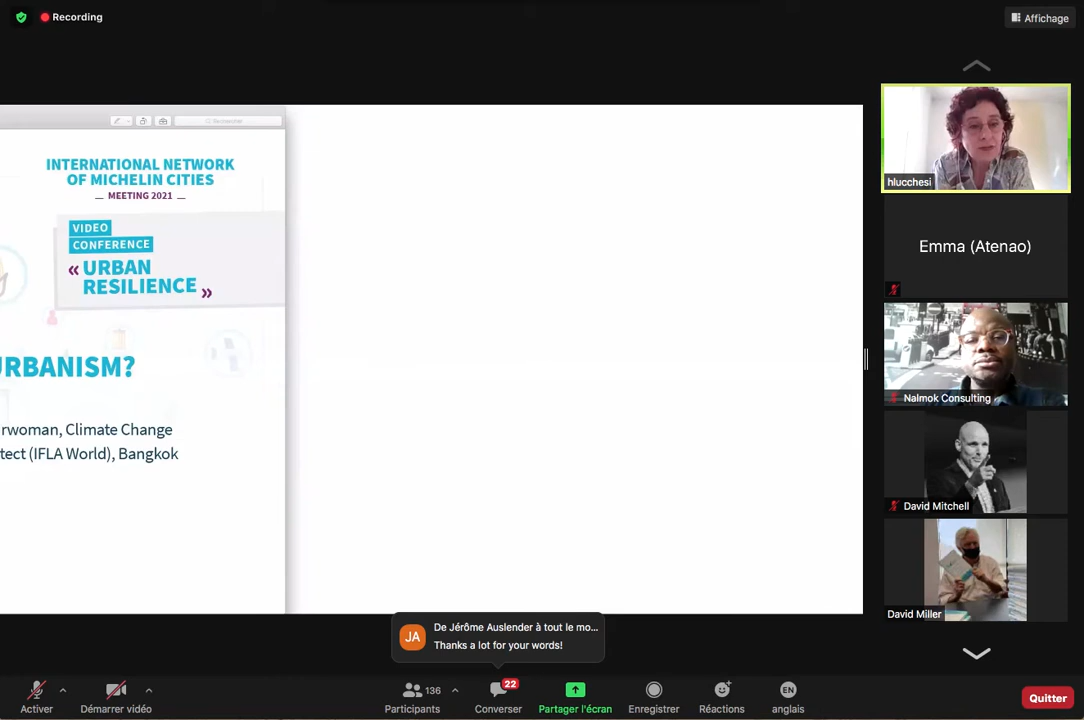 Recording
Affichage
INTERNATIONAL NETWORK
OF MICHELIN CITIES
— MEETING 2021 —
VIDEO
CONFERENCE
« URBAN
RESILIENCE »
URBANISM?
rwoman, Climate Change
tect (IFLA World), Bangkok
hlucchesi
Emma (Atenao)
Nalmok Consulting
David Mitchell
David Miller
JA
De Jérôme Auslender à tout le mo...
Thanks a lot for your words!
Activer
Démarrer vidéo
136
Participants
22
Converser
Partager l'écran
Enregistrer
Réactions
EN
anglais
Quitter